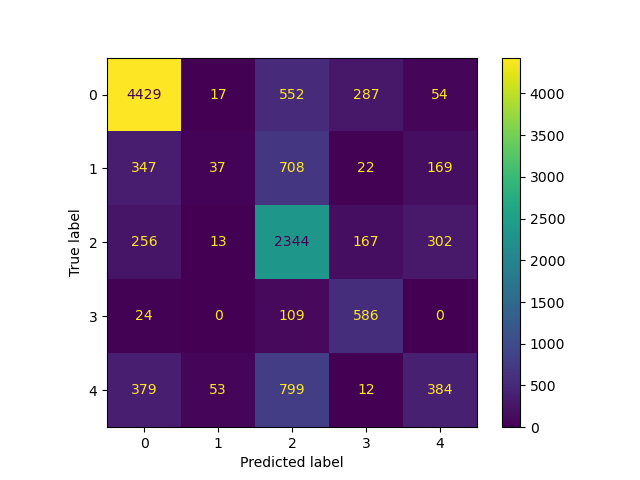 0 4429 17 552 287 54
1 347 37 708 22 169
2 256 13 2344 167 302
3 24 0 109 586 0
4 379 53 799 12 384
0 1 2 3 4
Predicted label
True label
4000
3500
3000
2500
2000
1500
1000
500
0